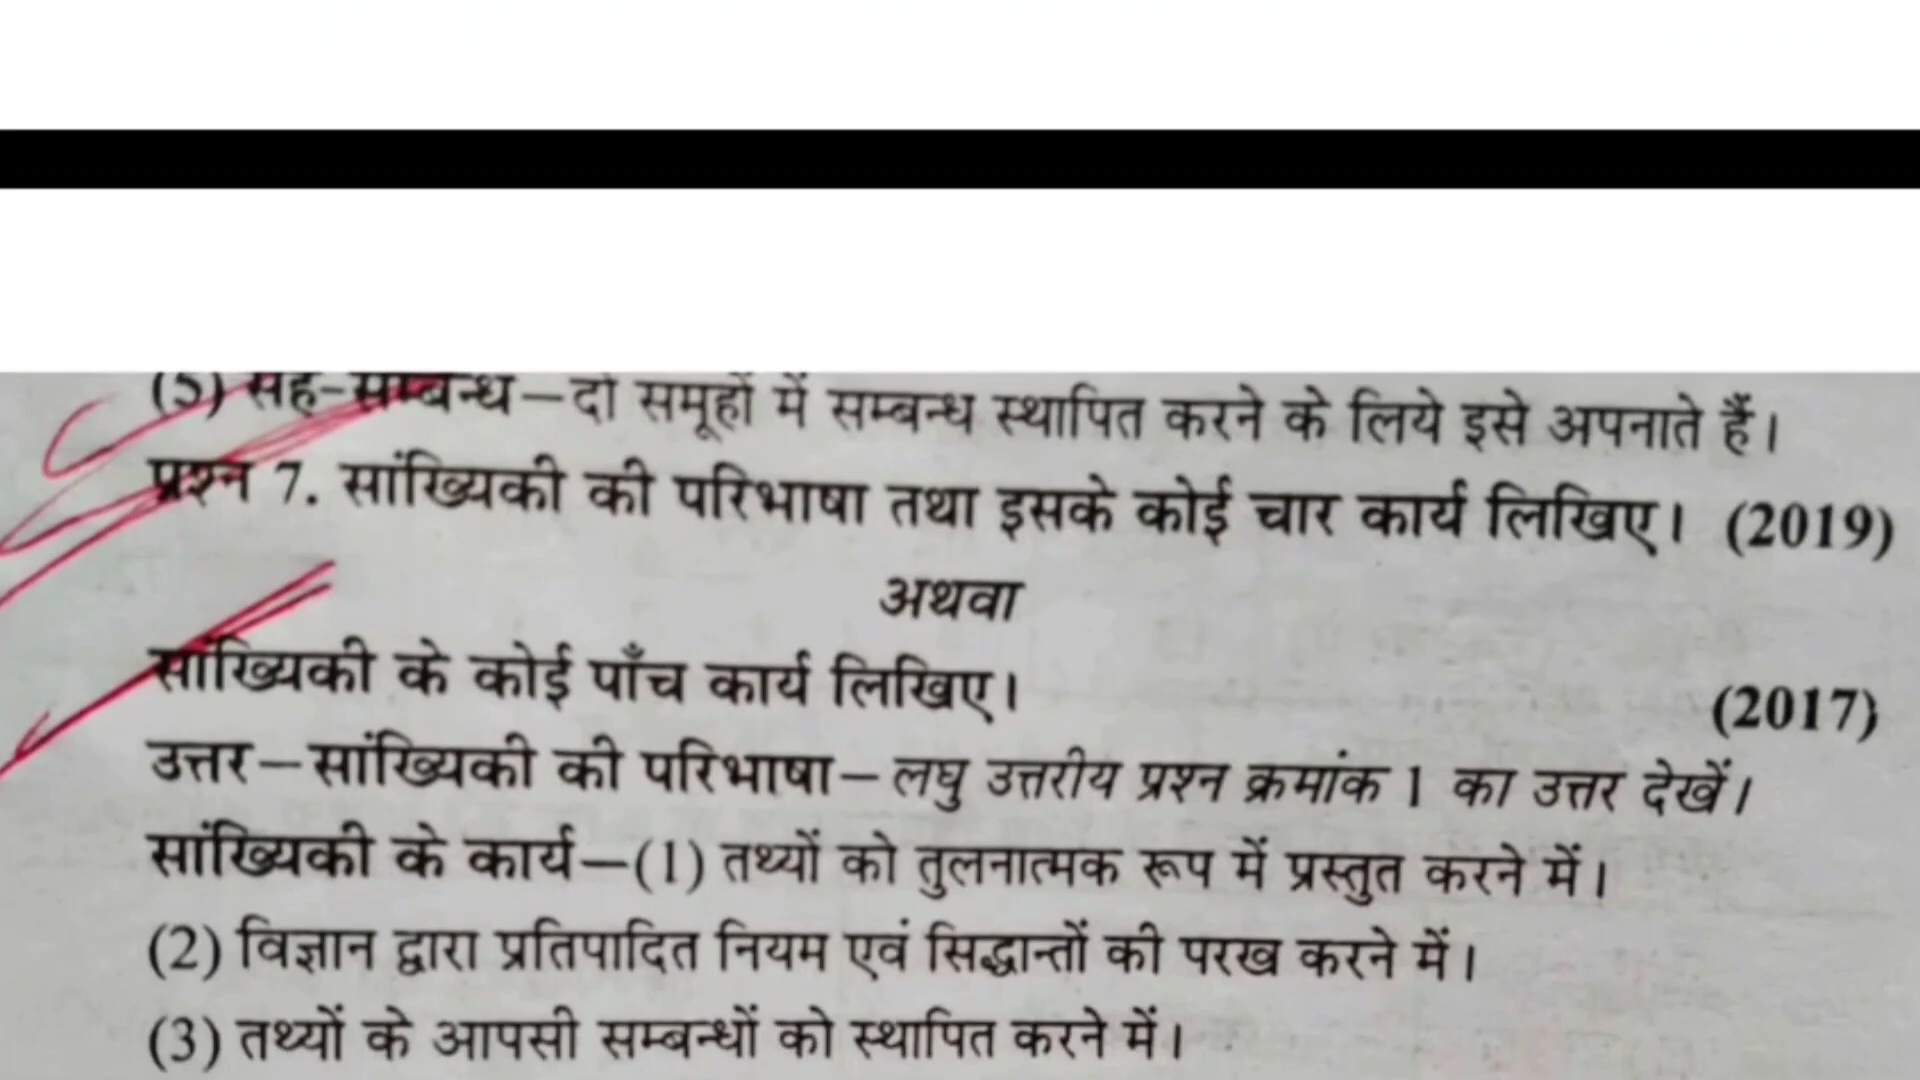 (5) सह-सम्बन्ध–दो समूहों में सम्बन्ध स्थापित करने के लिये इसे अपनाते हैं।
प्रश्न 7. सांख्यिकी की परिभाषा तथा इसके कोई चार कार्य लिखिए। (2019)
अथवा
सांख्यिकी के कोई पाँच कार्य लिखिए। (2017)
उत्तर–सांख्यिकी की परिभाषा–लघु उत्तरीय प्रश्न क्रमांक 1 का उत्तर देखें।
सांख्यिकी के कार्य–(1) तथ्यों को तुलनात्मक रूप में प्रस्तुत करने में।
(2) विज्ञान द्वारा प्रतिपादित नियम एवं सिद्धान्तों की परख करने में।
(3) तथ्यों के आपसी सम्बन्धों को स्थापित करने में।